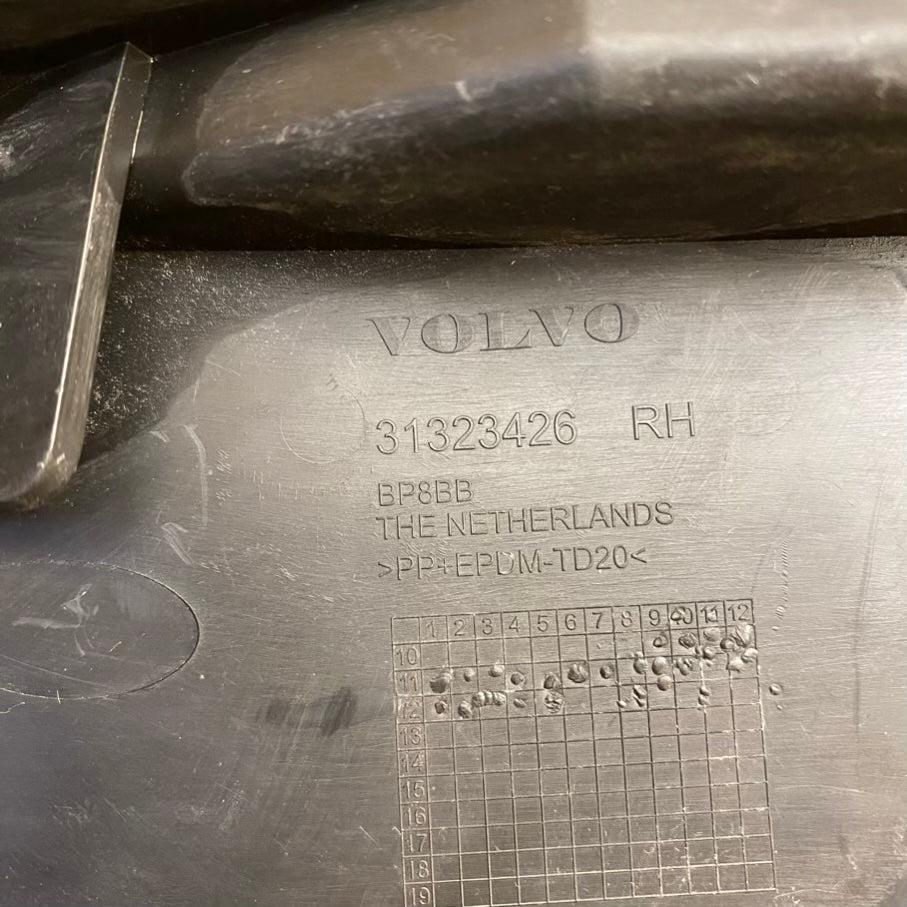 VOLVO
31323426 RH
BP8BB
THE NETHERLANDS
>PP+EPDM-TD20<
1 2 3 4 5 6 7 8 9 10 11 12
10
11
12
13
14
15
16
17
18
19